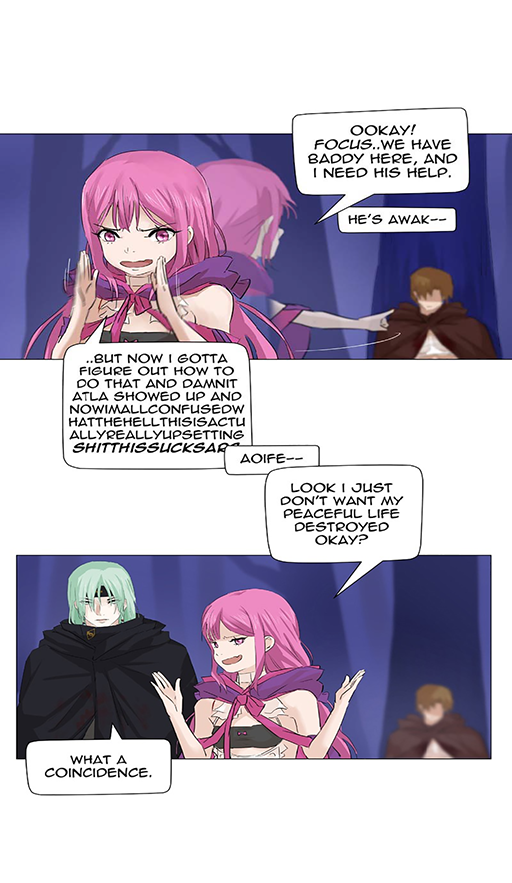 OOKAY!
FOCUS..WE HAVE
BADDY HERE, AND
I NEED HIS HELP.
HE'S AWAK--
..BUT NOW I GOTTA
FIGURE OUT HOW TO
DO THAT AND DAMNIT
ATLA SHOWED UP AND
NOWIMALLCONFUSEDW
HATTHEHELLTHISISACTU
ALLYREALLYUPSETTING
SHITTHISSUCKSARG
AOIFE--
LOOK I JUST
DON'T WANT MY
PEACEFUL LIFE
DESTROYED
OKAY?
WHAT A
COINCIDENCE.